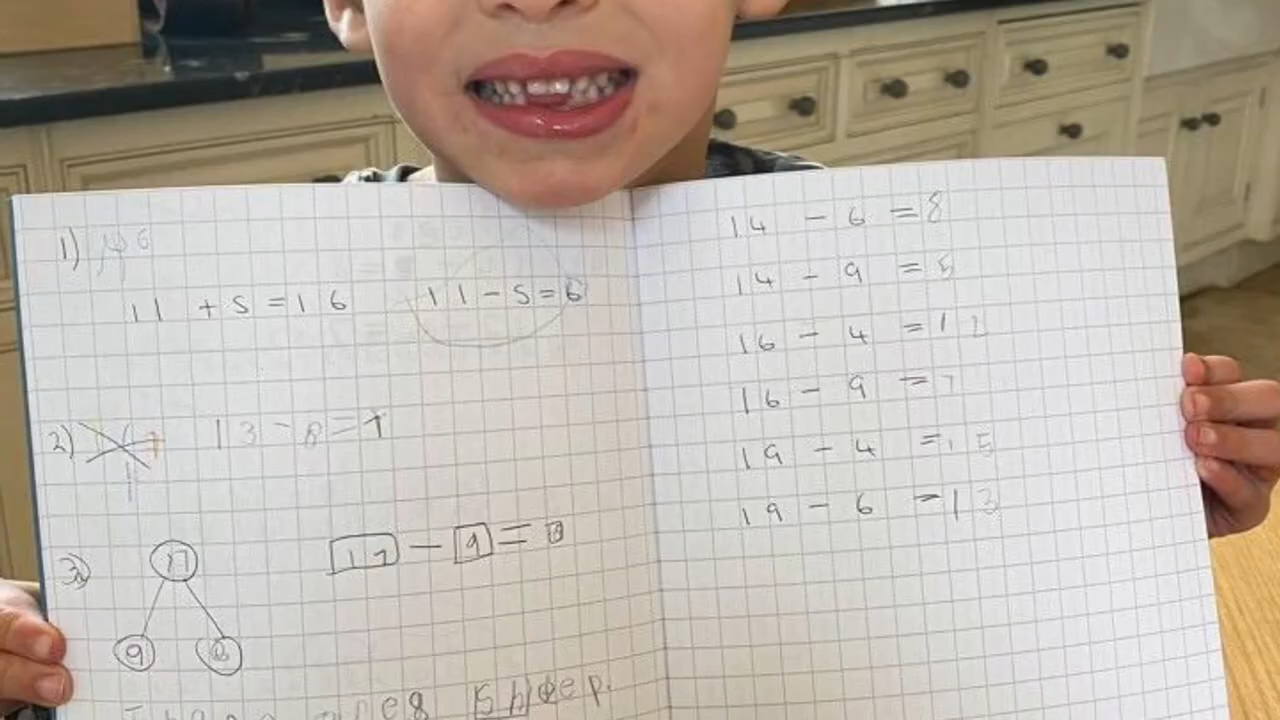 1)
11 + 5 = 16 11 - 5 = 6
2) 13 - 8 =
3) 17
17 - 9 = 8
9 8
sheep.
14 - 6 = 8
14 - 9 = 5
16 - 4 = 12
16 - 9 = 7
19 - 4 = 15
19 - 6 = 13